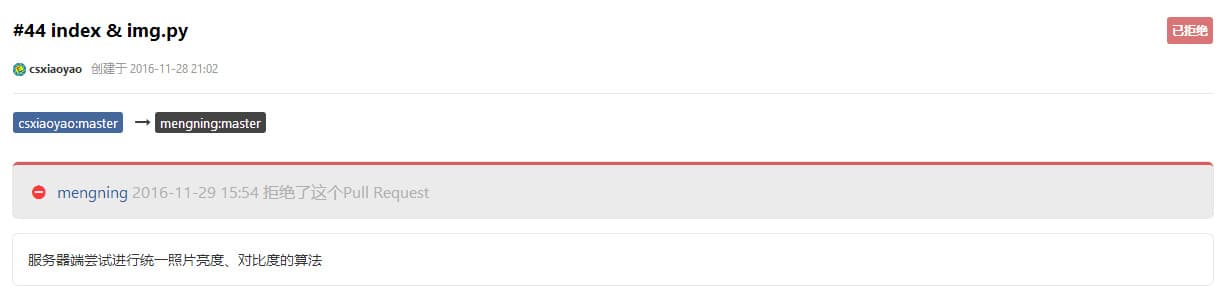 #44 index & img.py
已拒绝
csxiaoyao 创建于 2016-11-28 21:02
csxiaoyao:master → mengning:master
mengning 2016-11-29 15:54 拒绝了这个Pull Request
服务器端尝试进行统一照片亮度、对比度的算法